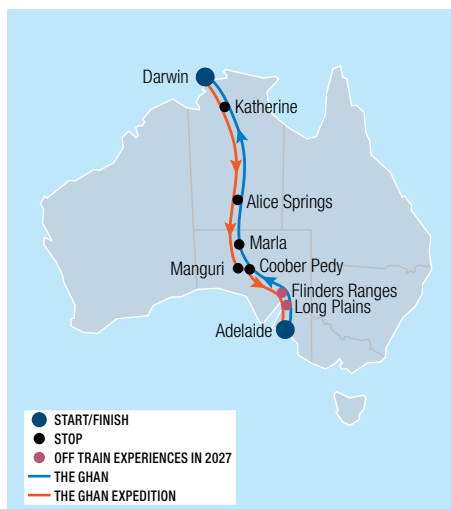 Darwin
Katherine
Alice Springs
Marla
Manguri
Coober Pedy
Flinders Ranges
Long Plains
Adelaide
START/FINISH
STOP
OFF TRAIN EXPERIENCES IN 2027
THE GHAN
THE GHAN EXPEDITION